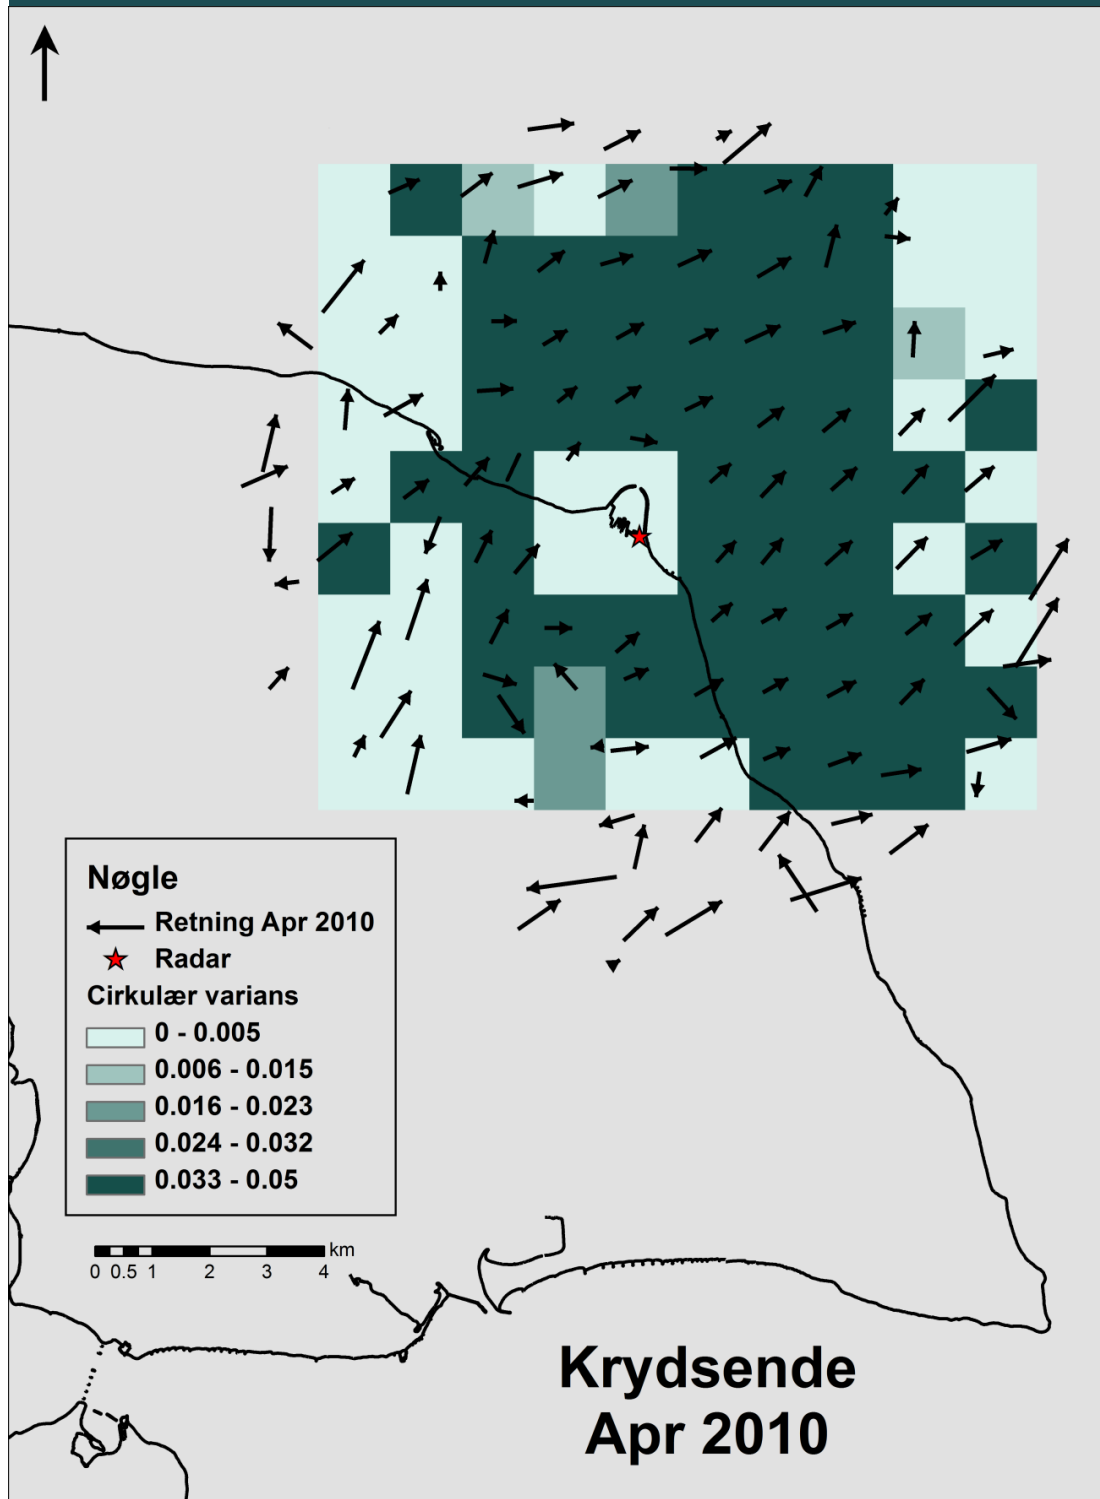 Nøgle
Retning Apr 2010
Radar
Cirkulær varians
0 - 0.005
0.006 - 0.015
0.016 - 0.023
0.024 - 0.032
0.033 - 0.05
km
0 0.5 1 2 3 4
Krydsende
Apr 2010